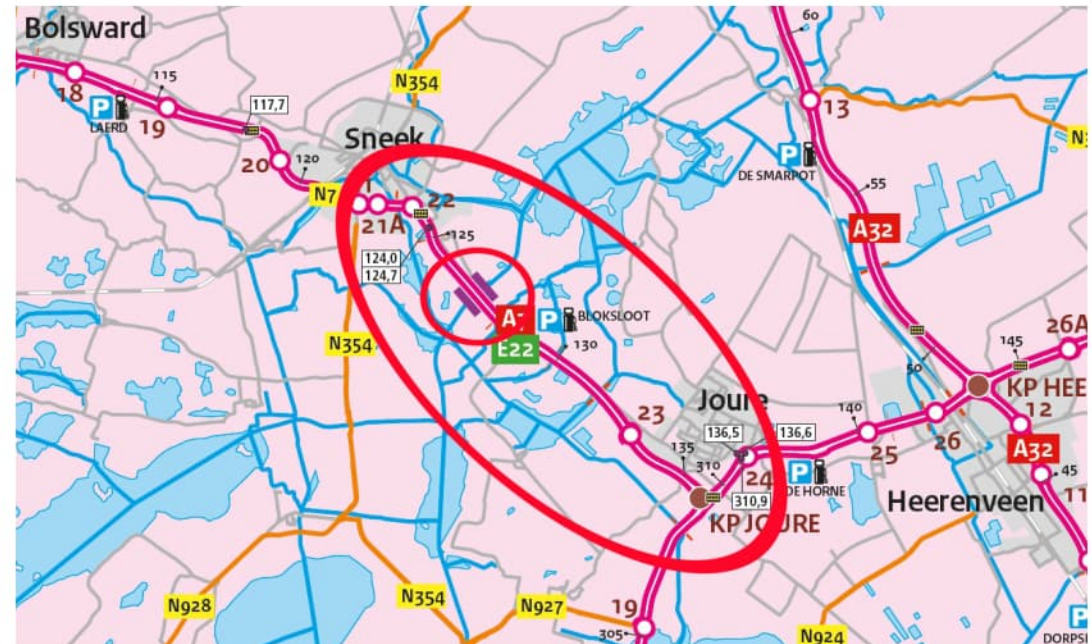 Bolsward
60
N354
115
18
P
LAERD
19
117,7
13
N
Sneek
20
120
P
DE SMARPOT
N7
1
22
55
21A
125
A32
124,0
124,7
A7
P
BLOKSLOOT
E22
130
N354
145
26A
50
KP HEE
Joure
12
23
136,5
136,6
140
26
A32
135
310
24
25
45
P
DE HORNE
11
310,9
Heerenveen
KP JOURE
N928
N354
N927
19
305
N924
P
DORPS